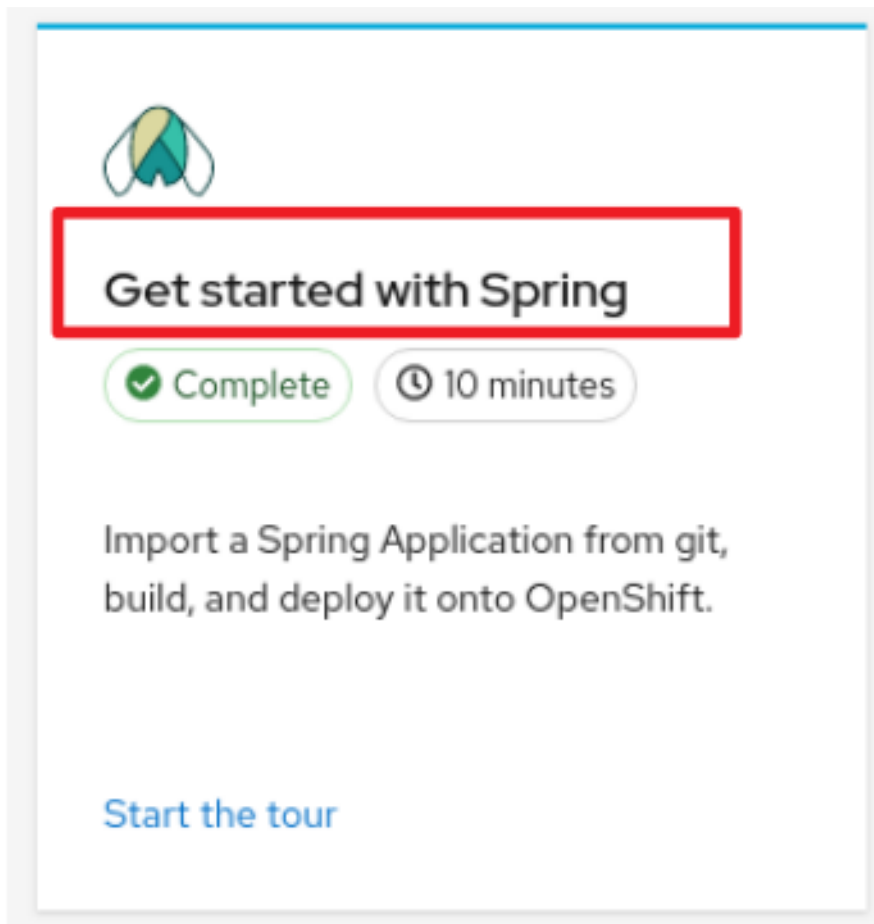 Get started with Spring
Complete 10 minutes
Import a Spring Application from git,
build, and deploy it onto OpenShift.
Start the tour